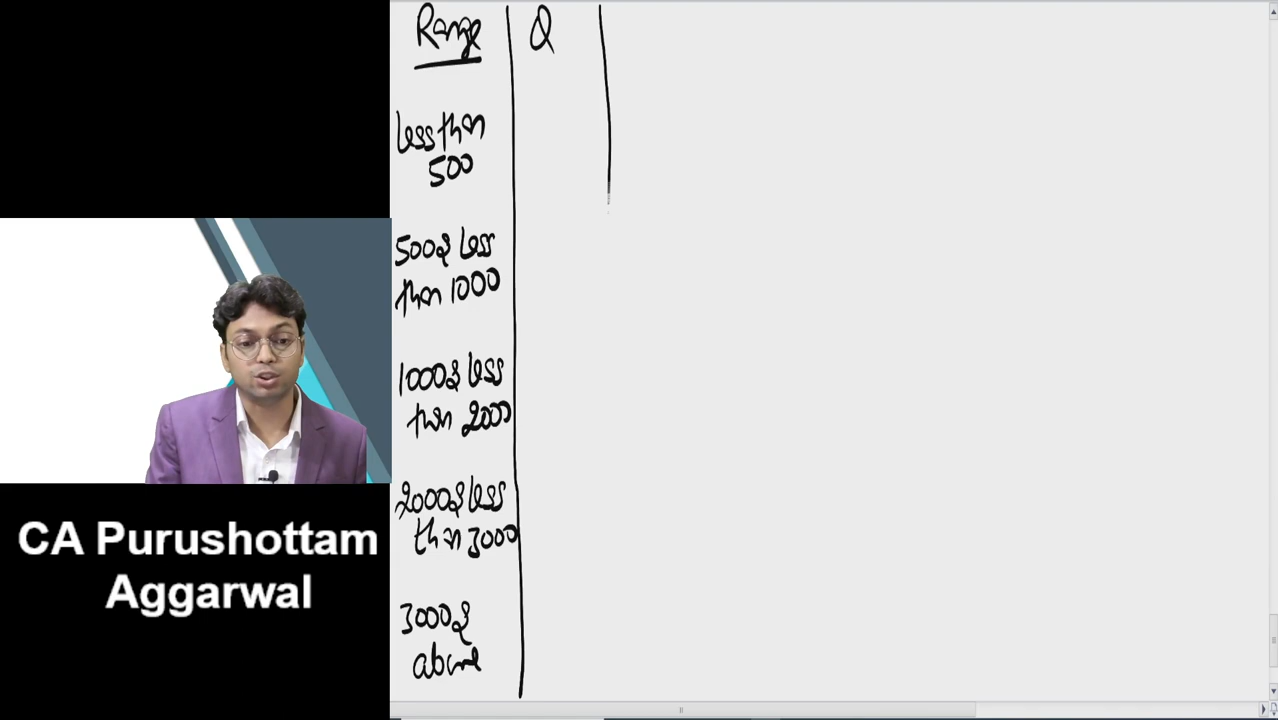 Range
Q
less than
500
500 & less
than 1000
1000 & less
than 2000
2000 & less
than 3000
3000 &
above
CA Purushottam
Aggarwal